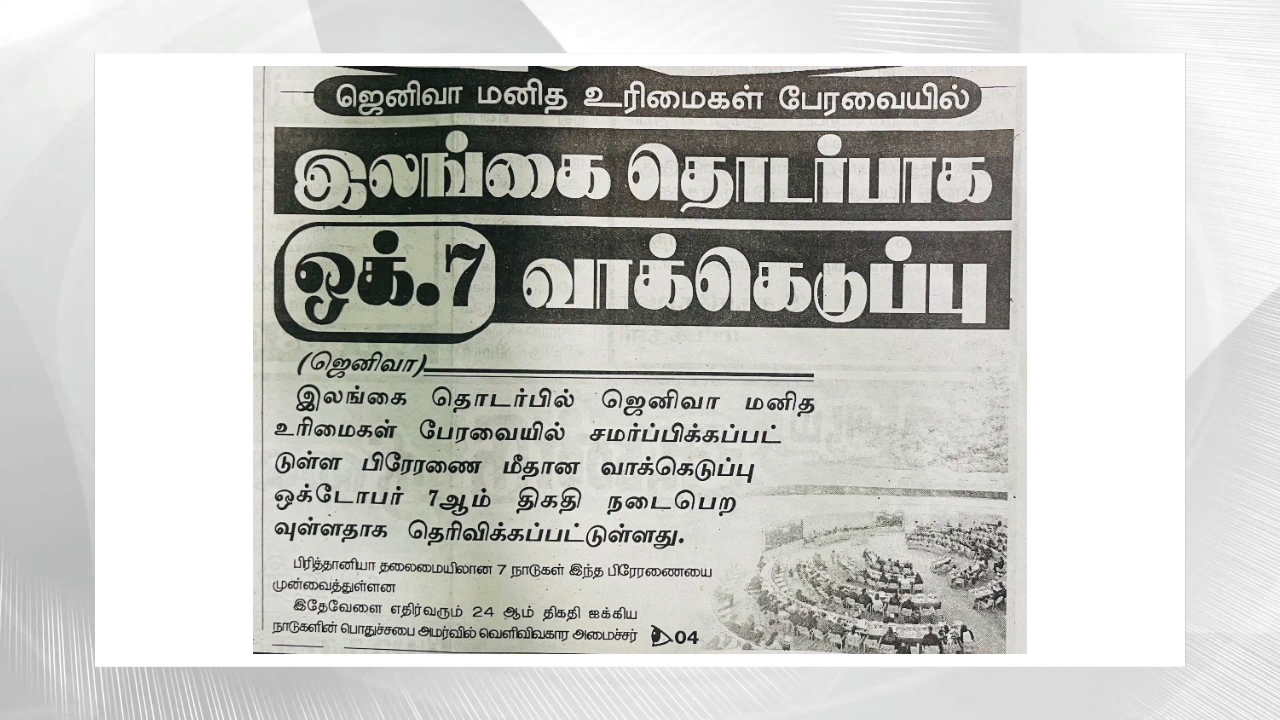 ஜெனிவா மனித உரிமைகள் பேரவையில்
இலங்கை தொடர்பாக
ஒக்.7 வாக்கெடுப்பு
(ஜெனிவா)
இலங்கை தொடர்பில் ஜெனிவா மனித
உரிமைகள் பேரவையில் சமர்ப்பிக்கப்பட்
டுள்ள பிரேரணை மீதான வாக்கெடுப்பு
ஒக்டோபர் 7ஆம் திகதி நடைபெற
வுள்ளதாக தெரிவிக்கப்பட்டுள்ளது.
பிரித்தானியா தலைமையிலான 7 நாடுகள் இந்த பிரேரணையை
முன்வைத்துள்ளன
இதேவேளை எதிர்வரும் 24 ஆம் திகதி ஐக்கிய
நாடுகளின் பொதுச்சபை அமர்வில் வெளிவிவகார அமைச்சர் 04